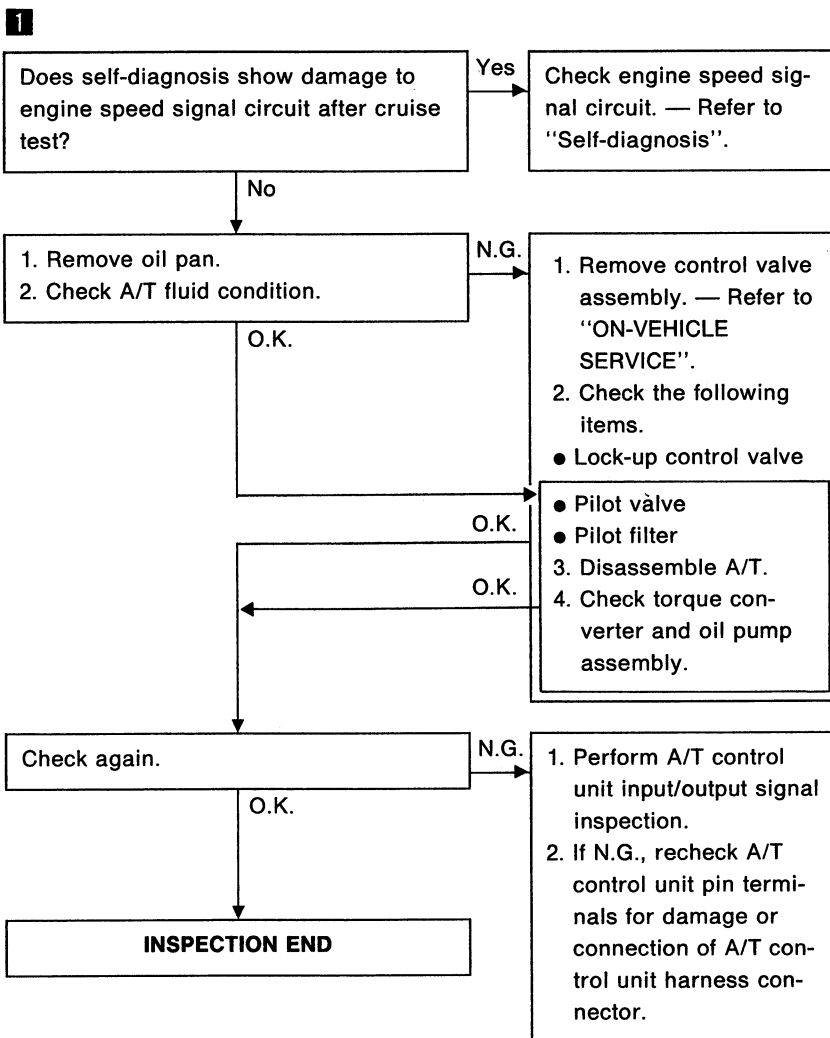 1
Does self-diagnosis show damage to
engine speed signal circuit after cruise
test?
Yes
Check engine speed sig-
nal circuit. — Refer to
"Self-diagnosis".
No
1. Remove oil pan.
2. Check A/T fluid condition.
N.G.
O.K.
1. Remove control valve
assembly. — Refer to
"ON-VEHICLE
SERVICE".
2. Check the following
items.
● Lock-up control valve
● Pilot valve
● Pilot filter
3. Disassemble A/T.
4. Check torque con-
verter and oil pump
assembly.
O.K.
O.K.
Check again.
N.G.
O.K.
1. Perform A/T control
unit input/output signal
inspection.
2. If N.G., recheck A/T
control unit pin termi-
nals for damage or
connection of A/T con-
trol unit harness con-
nector.
INSPECTION END